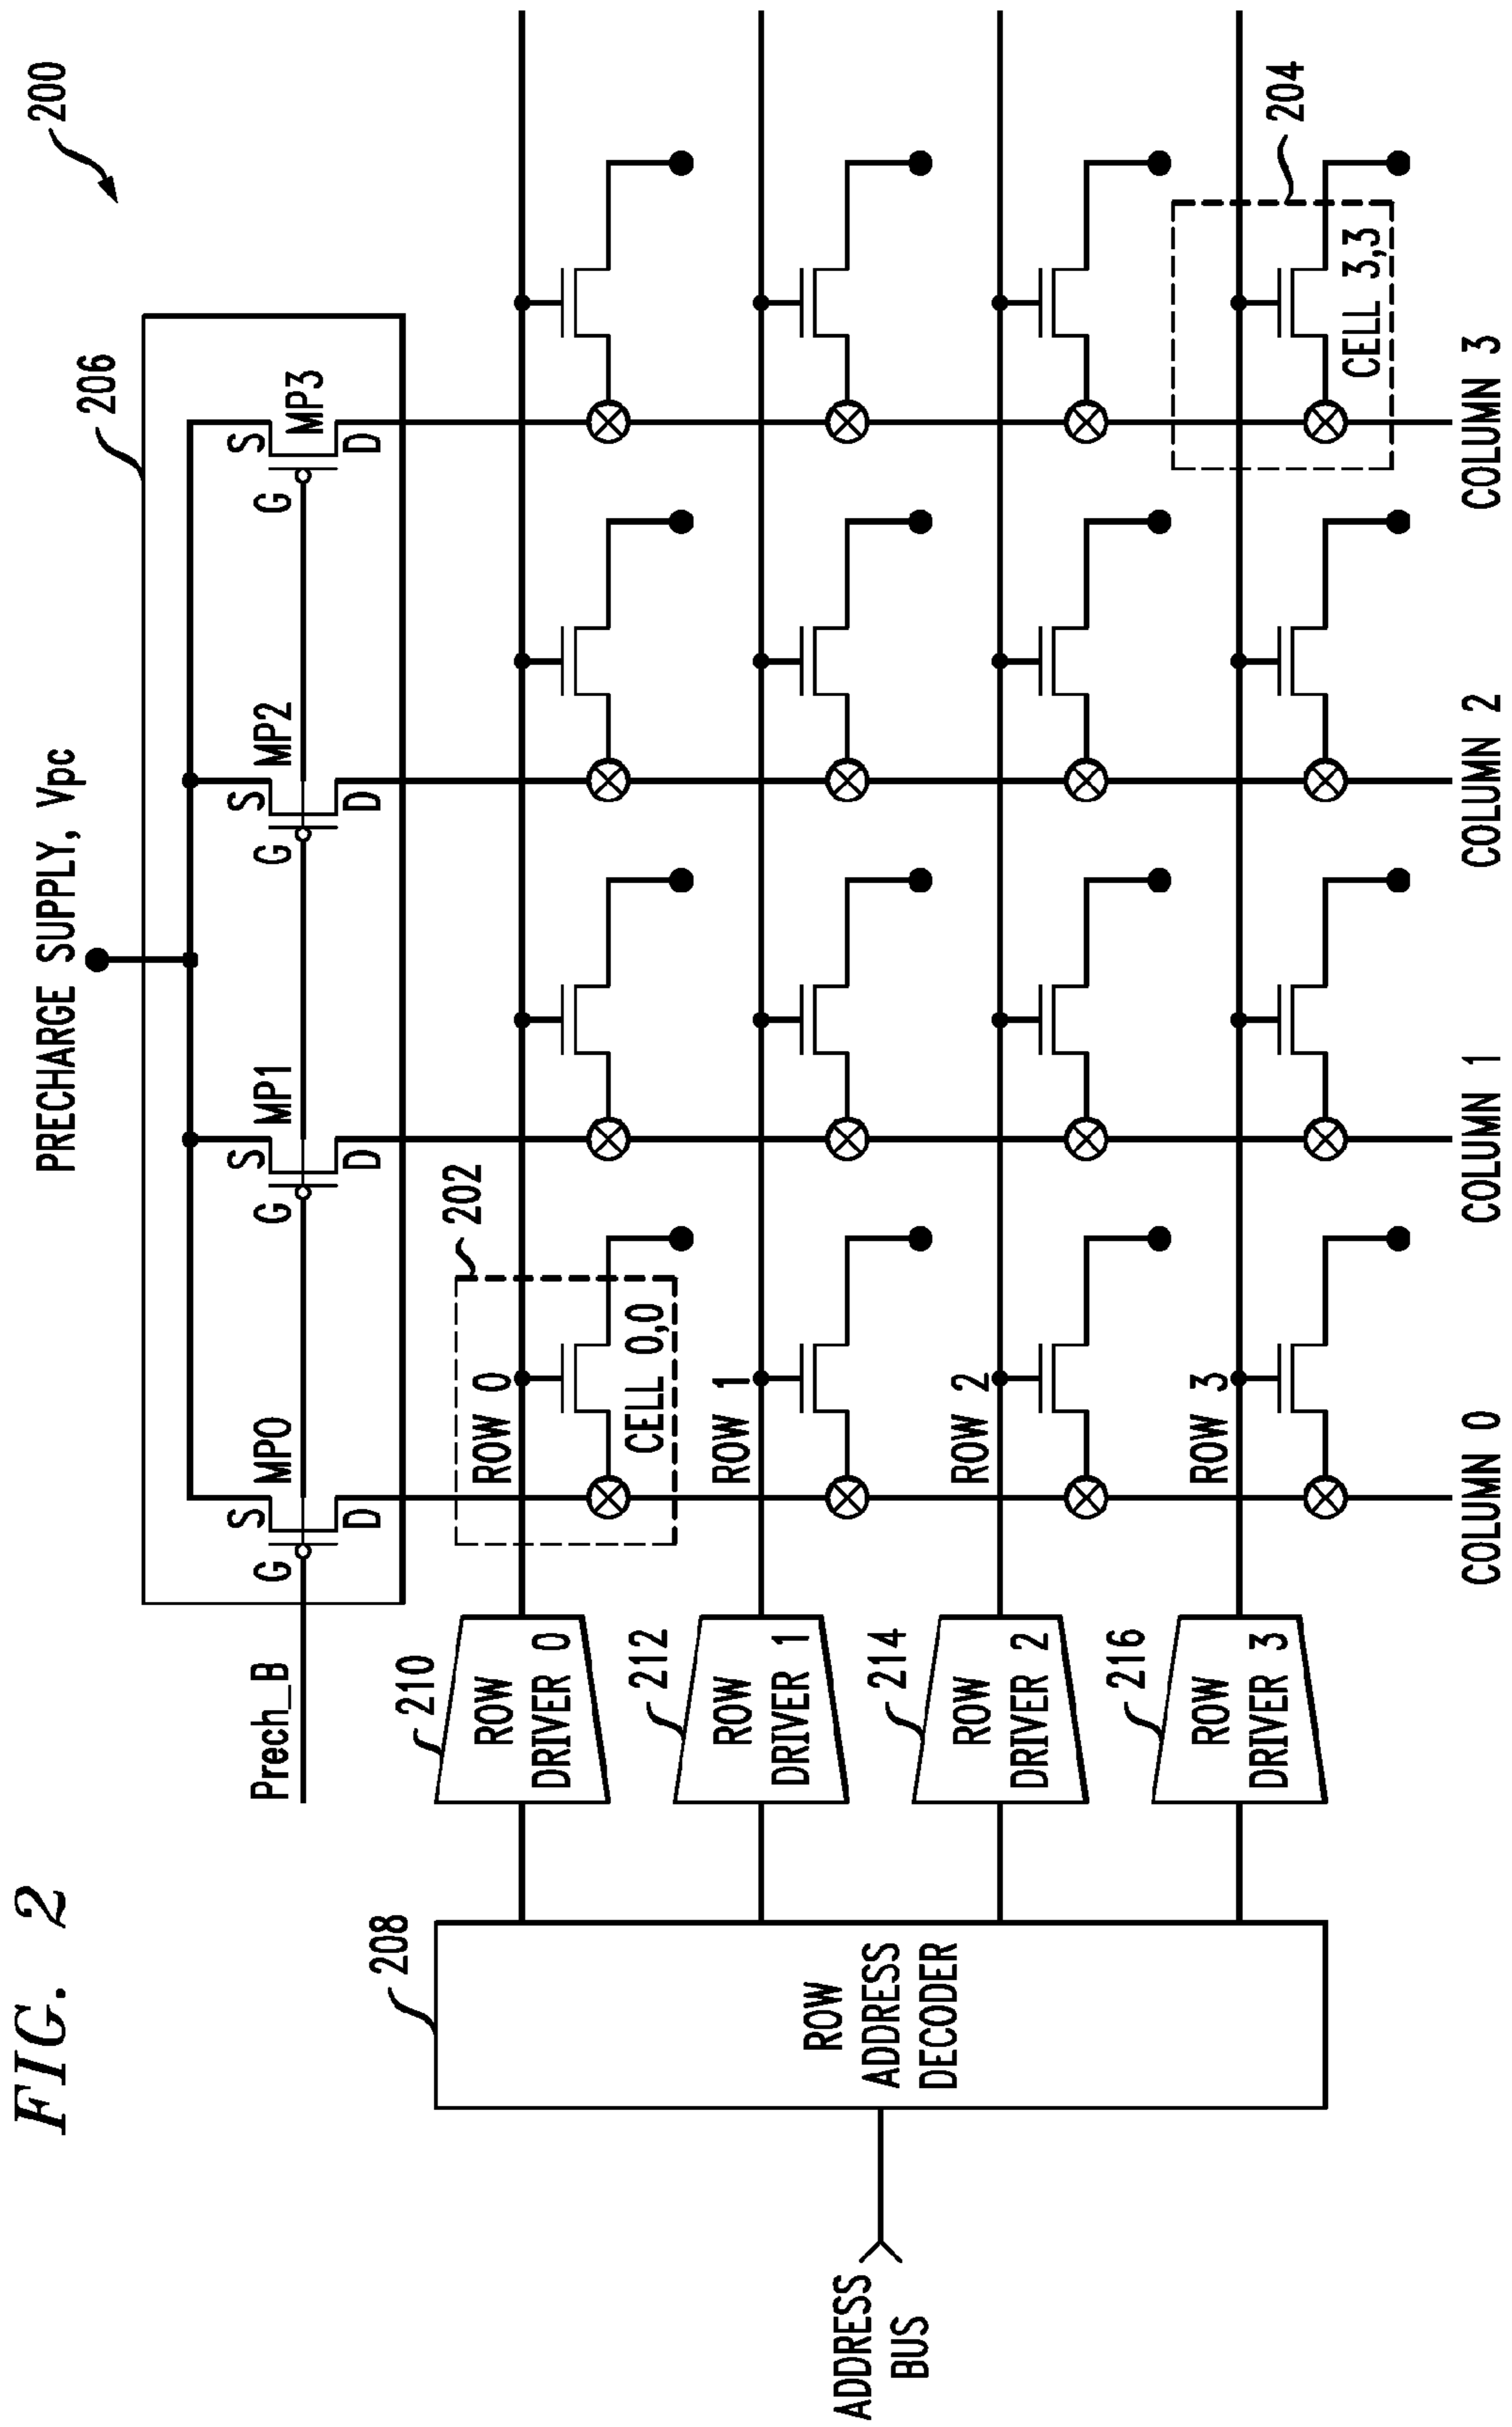 FIG. 2
200
PRECHARGE SUPPLY, Vpc
206
Prech_B
G
S
D
MP0
G
S
D
MP1
G
S
D
MP2
G
S
D
MP3
208
ROW
ADDRESS
DECODER
ADDRESS
BUS
210
ROW
DRIVER 0
212
ROW
DRIVER 1
214
ROW
DRIVER 2
216
ROW
DRIVER 3
202
ROW 0
CELL 0,0
ROW 1
ROW 2
ROW 3
204
CELL 3,3
COLUMN 0
COLUMN 1
COLUMN 2
COLUMN 3